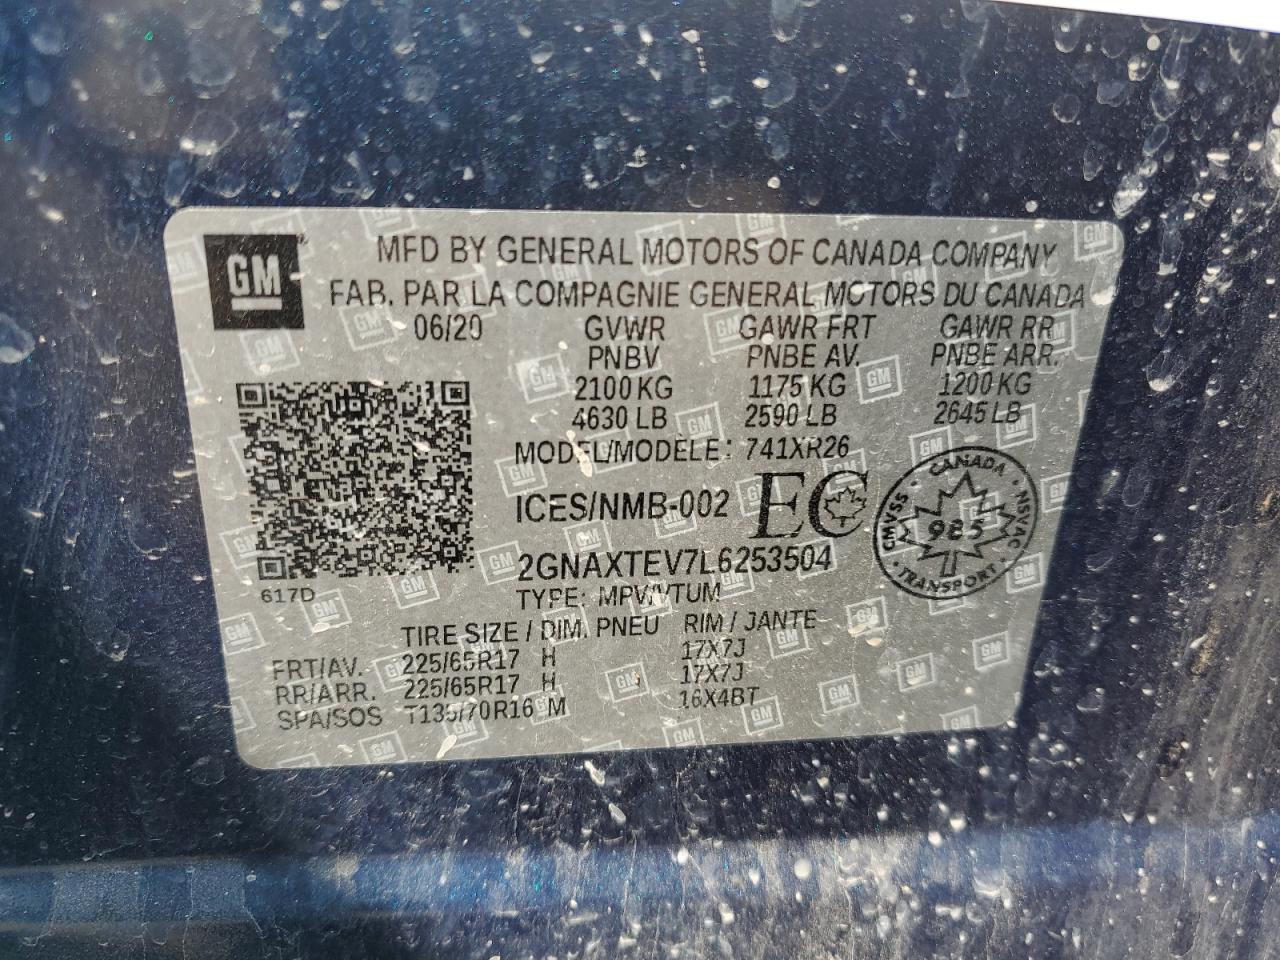 GM
MFD BY GENERAL MOTORS OF CANADA COMPANY
FAB. PAR LA COMPAGNIE GENERAL MOTORS DU CANADA
06/20 GVWR GAWR FRT GAWR RR
PNBV PNBE AV. PNBE ARR.
2100 KG 1175 KG 1200 KG
4630 LB 2590 LB 2645 LB
MODEL/MODÈLE: 741XR26
ICES/NMB-002 EC
CANADA
CMVSS 985 NSVAC
TRANSPORT
2GNAXTEV7L6253504
617D TYPE: MPV/VTUM
TIRE SIZE / DIM. PNEU RIM / JANTE
FRT/AV. 225/65R17 H 17X7J
RR/ARR. 225/65R17 H 17X7J
SPA/SOS T135/70R16 M 16X4BT